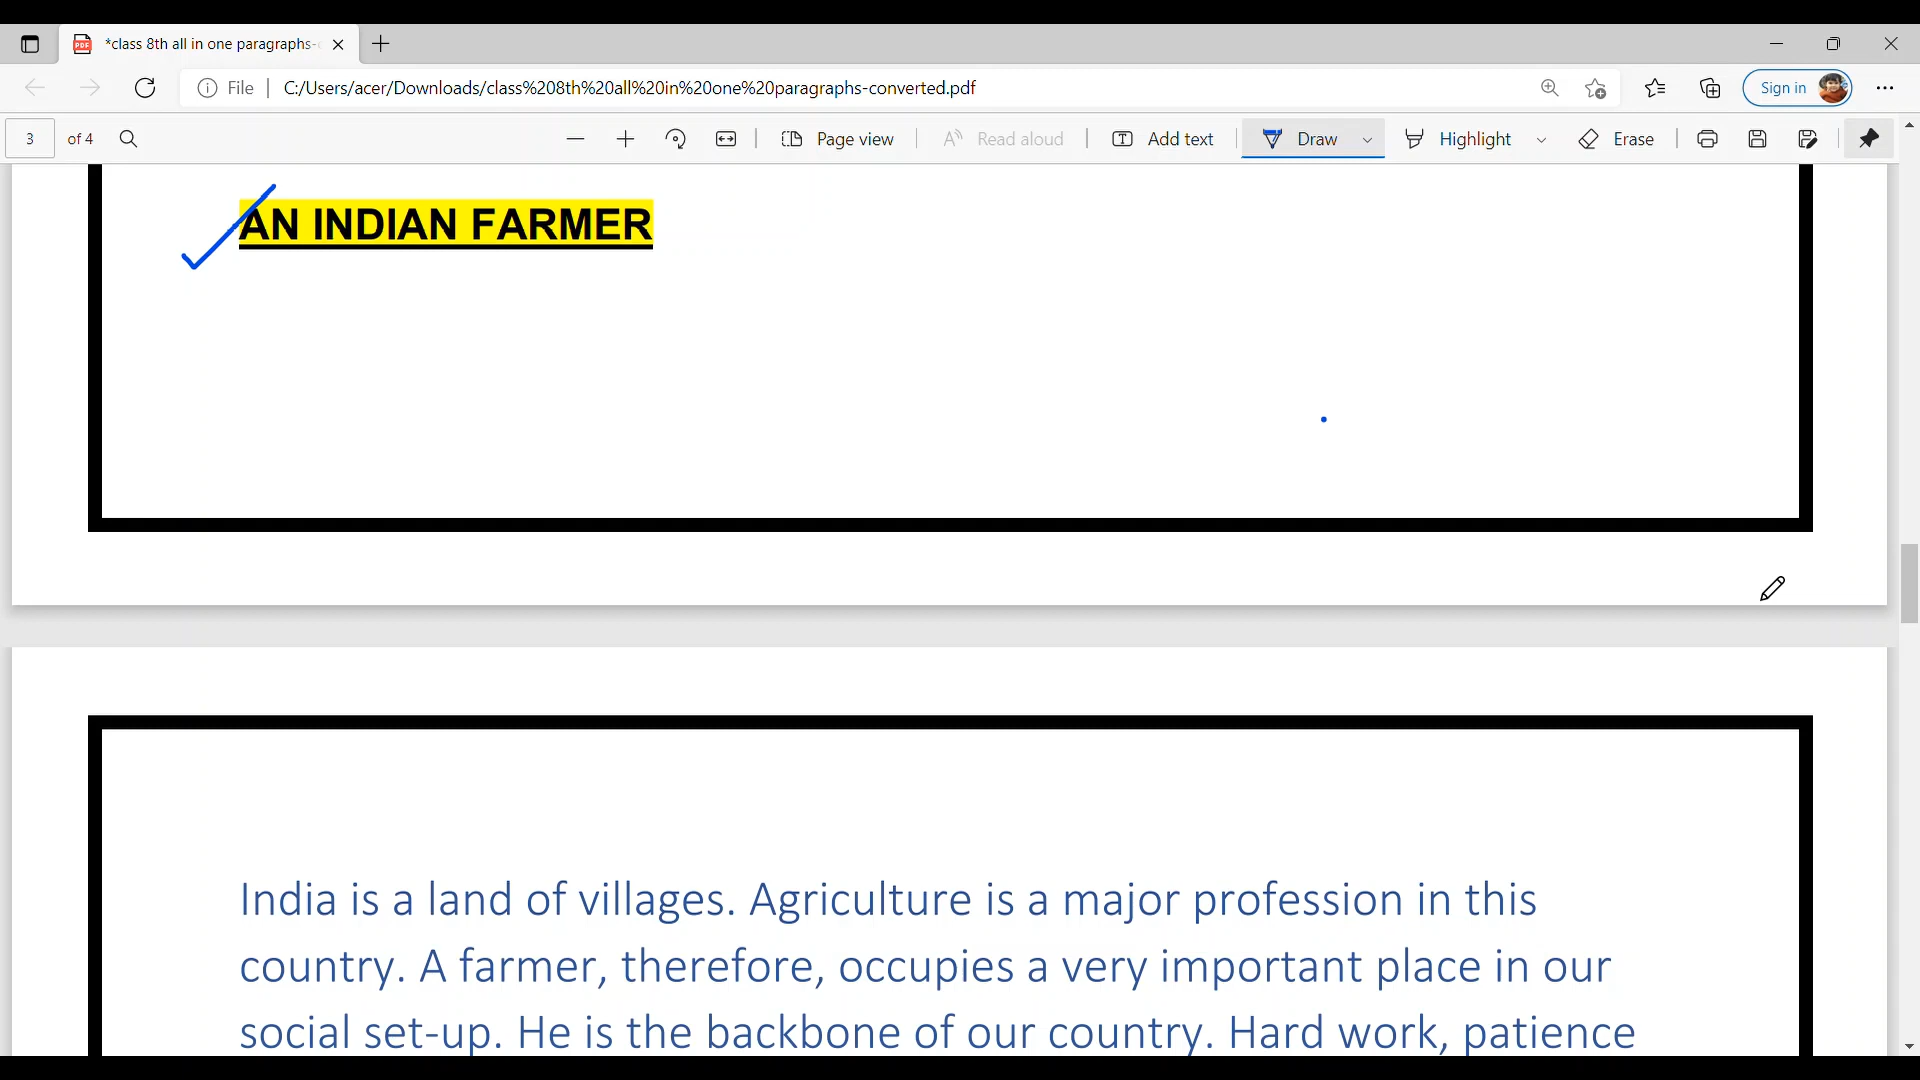 *class 8th all in one paragraphs-
File
C:/Users/acer/Downloads/class%208th%20all%20in%20one%20paragraphs-converted.pdf
Sign in
3 of 4
Page view
Read aloud
Add text
Draw
Highlight
Erase
AN INDIAN FARMER
India is a land of villages. Agriculture is a major profession in this
country. A farmer, therefore, occupies a very important place in our
social set-up. He is the backbone of our country. Hard work, patience